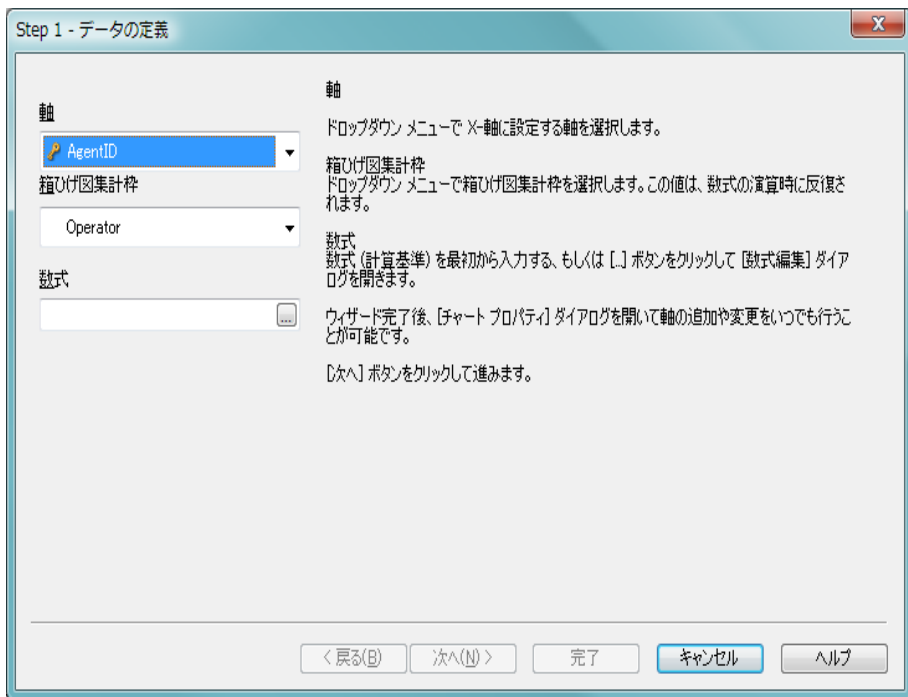 Step 1 - データの定義
X
軸
AgentID
箱ひげ図集計枠
Operator
数式
...
軸
ドロップダウン メニューで X-軸に設定する軸を選択します。
箱ひげ図集計枠
ドロップダウン メニューで箱ひげ図集計枠を選択します。この値は、数式の演算時に反復さ
れます。
数式
数式 (計算基準) を最初から入力する、もしくは [...] ボタンをクリックして [数式編集] ダイア
ログを開きます。
ウィザード完了後、[チャート プロパティ] ダイアログを開いて軸の追加や変更をいつでも行うこ
とが可能です。
[次へ] ボタンをクリックして進みます。
< 戻る(B)
次へ(N) >
完了
キャンセル
ヘルプ